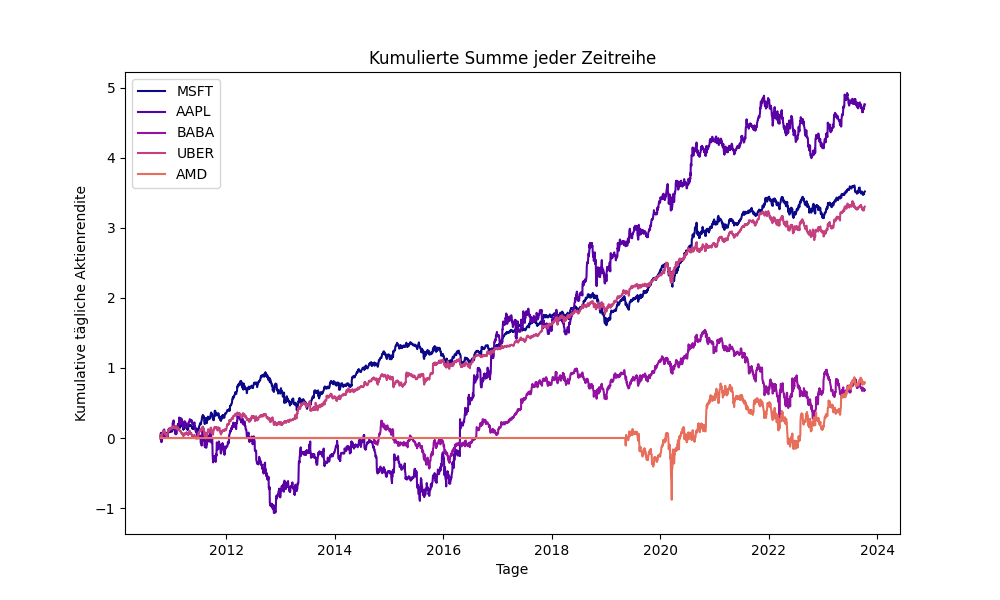 Kumulierte Summe jeder Zeitreihe
MSFT
AAPL
BABA
UBER
AMD
5
4
3
2
1
0
−1
Kumulative tägliche Aktienrendite
2012 2014 2016 2018 2020 2022 2024
Tage